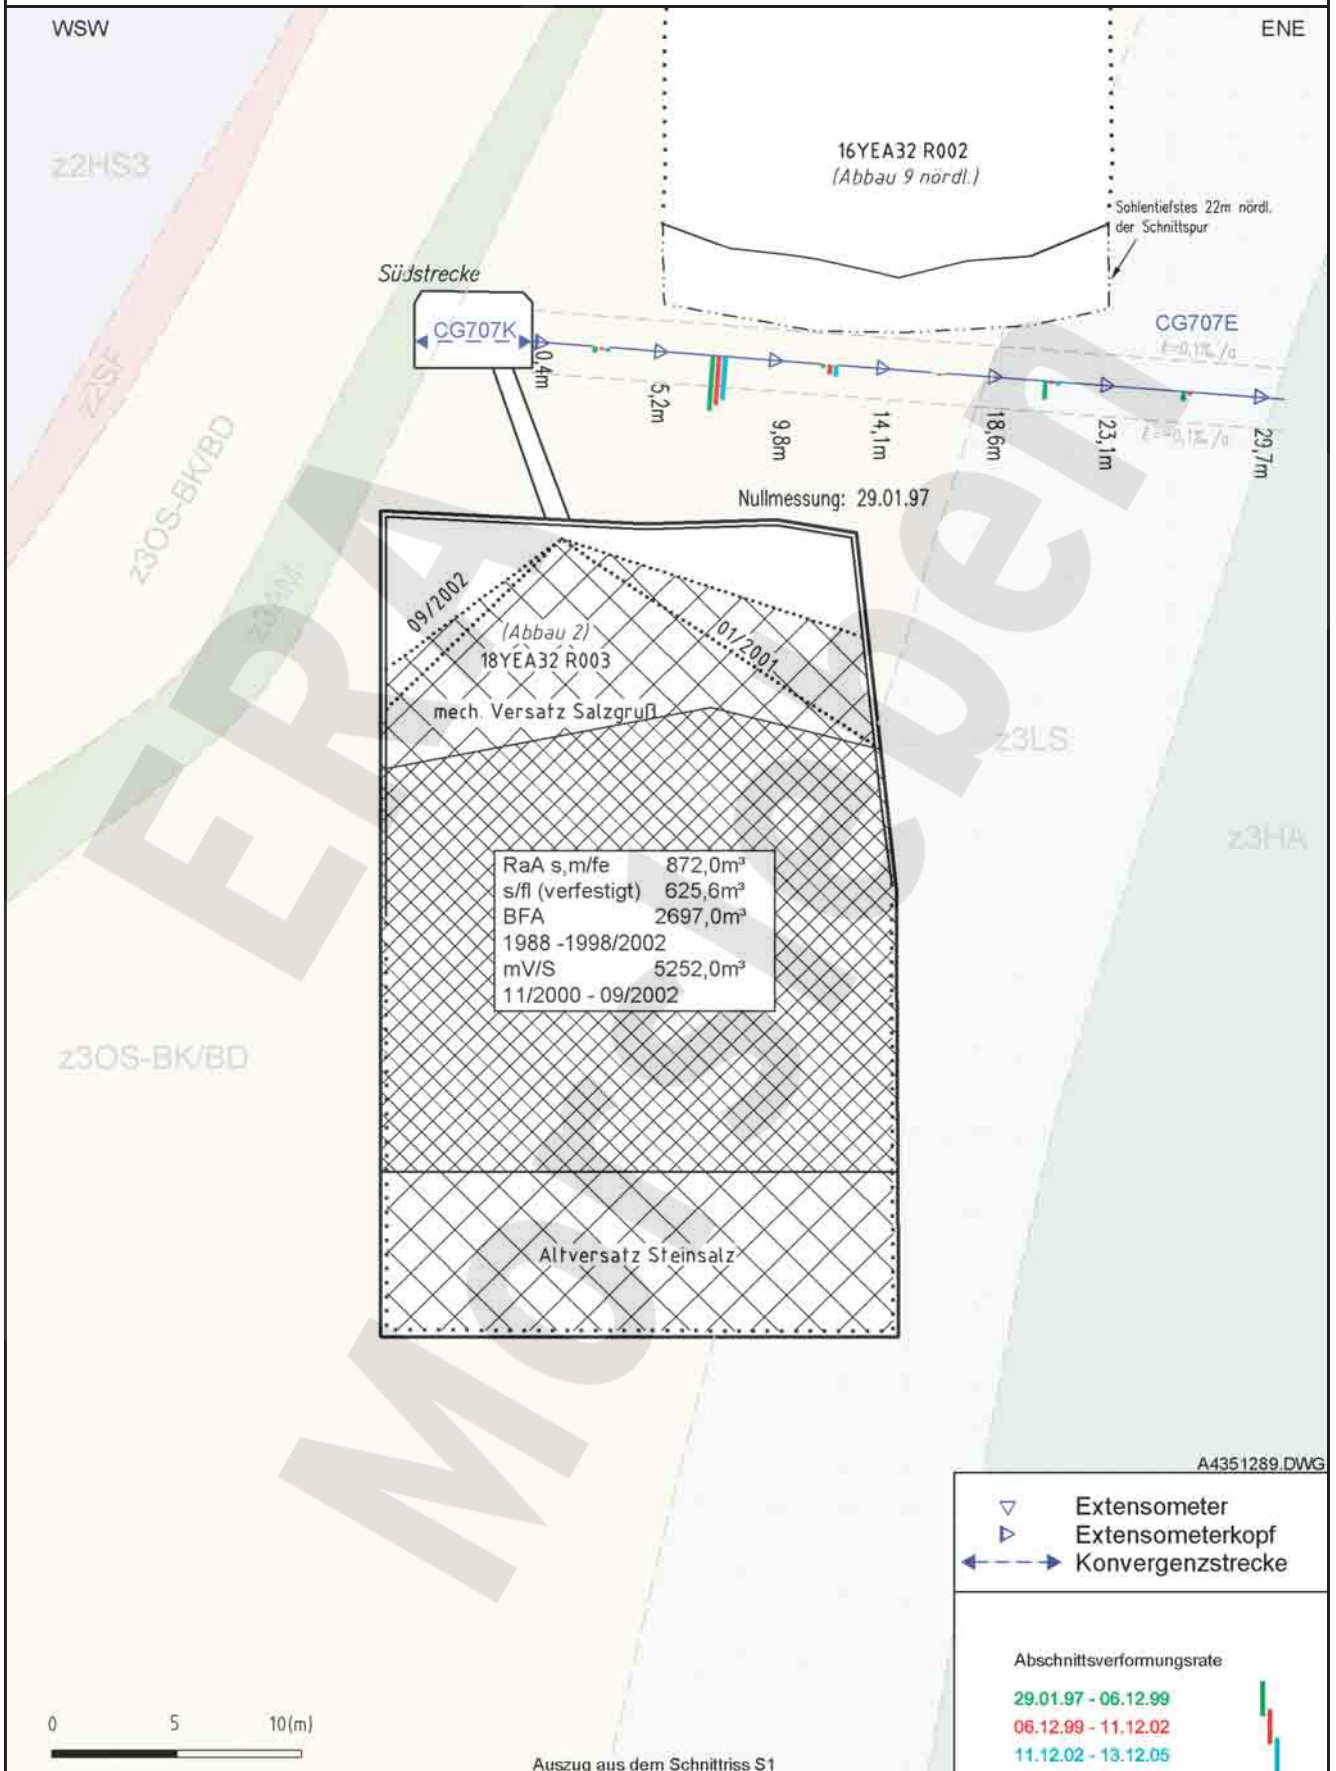 WSW
ENE
z2HS3
16YEA32 R002
(Abbau 9 nördl.)
Sohlentiefstes 22m nördl.
der Schnittspur
Südstrecke
CG707K
CG707E
ε=0,1‰/a
0,4m
5,2m
9,8m
14,1m
18,6m
23,1m
29,7m
ε=-0,1‰/a
z2SF
z3OS-BK/BD
Nullmessung: 29.01.97
09/2002
01/2001
(Abbau 2)
18YEA32 R003
mech. Versatz Salzgruß
z3LS
z3HA
RaA s,m/fe 872,0m³
s/fl (verfestigt) 625,6m³
BFA 2697,0m³
1988 -1998/2002
mV/S 5252,0m³
11/2000 - 09/2002
z3OS-BK/BD
Altversatz Steinsalz
ERA Morsleben
A4351289.DWG
Extensometer
Extensometerkopf
Konvergenzstrecke
Abschnittsverformungsrate
29.01.97 - 06.12.99
06.12.99 - 11.12.02
11.12.02 - 13.12.05
0 5 10(m)
Auszug aus dem Schnittriss S1